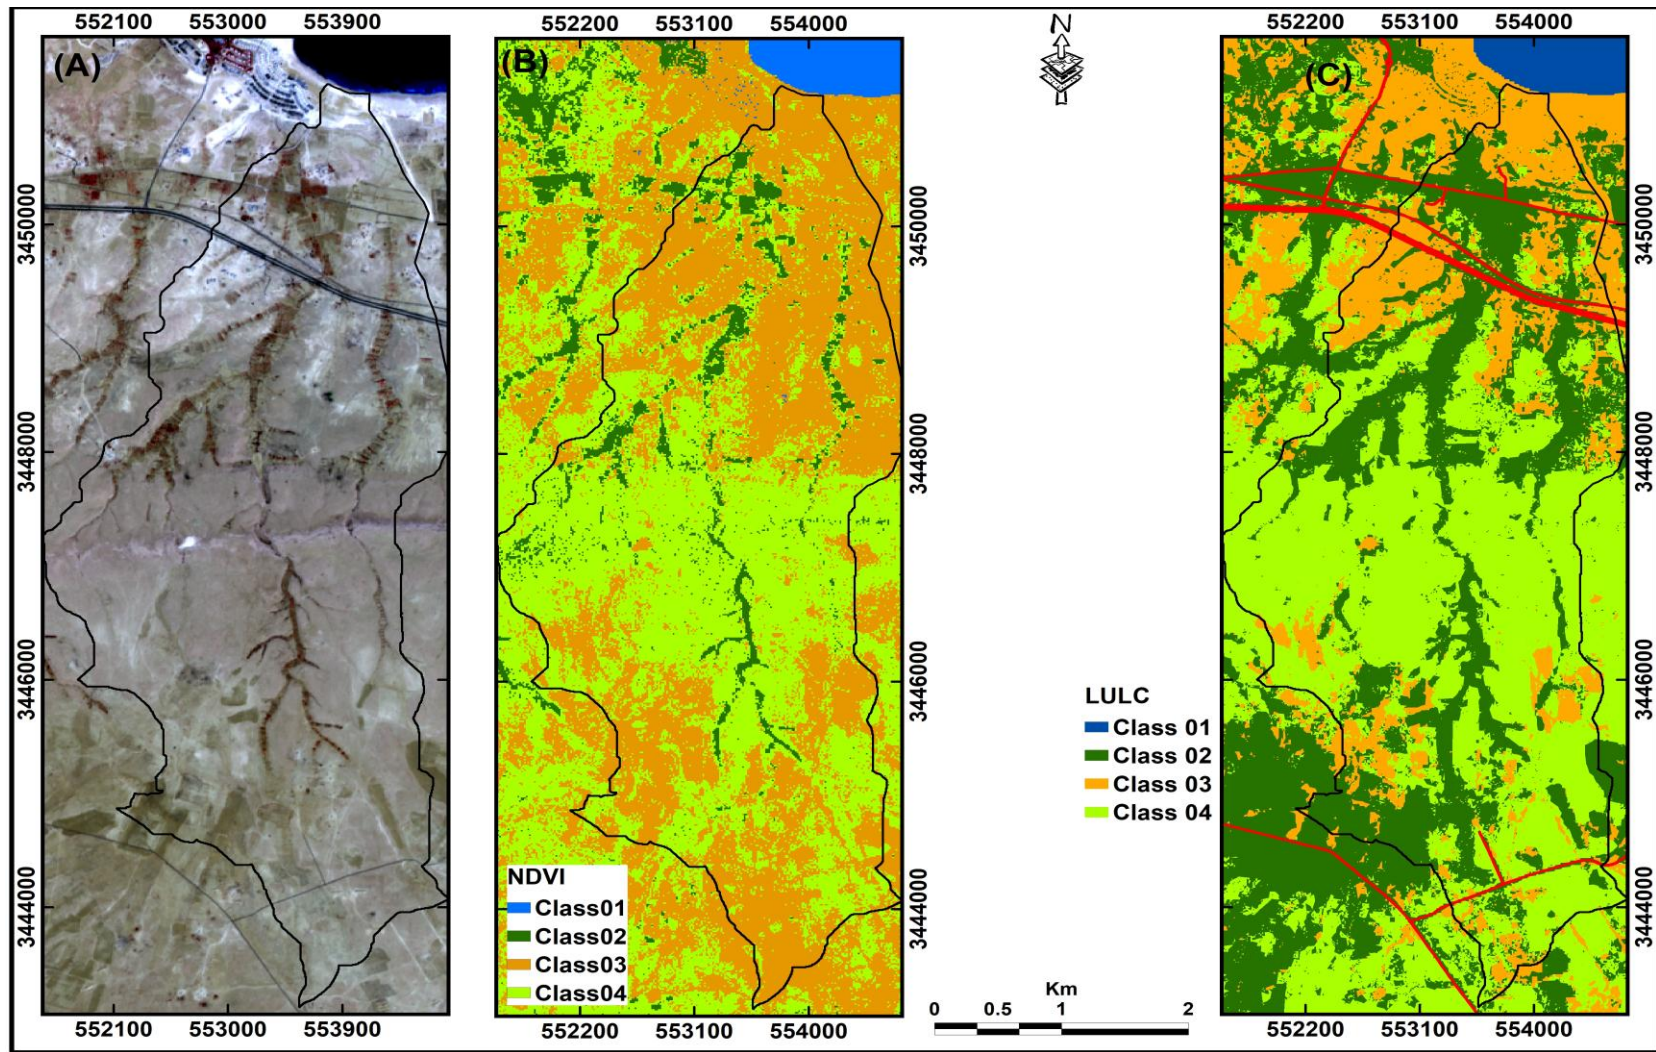 552100 553000 553900
552200 553100 554000
N
552200 553100 554000
(A)
(B)
(C)
3450000
3448000
3446000
3444000
3450000
3448000
3446000
3444000
3450000
3448000
3446000
3444000
LULC
Class 01
Class 02
Class 03
Class 04
NDVI
Class01
Class02
Class03
Class04
Km
0 0.5 1 2
552100 553000 553900
552200 553100 554000
552200 553100 554000